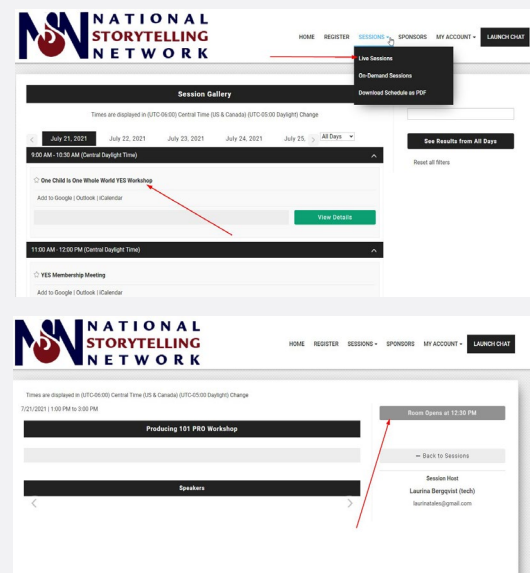 NATIONAL
STORYTELLING
NETWORK
HOME REGISTER SESSIONS SPONSORS MY ACCOUNT LAUNCH CHAT
Live Sessions
On-Demand Sessions
Download Schedule as PDF
Session Gallery
Times are displayed in (UTC-06:00) Central Time (US & Canada) (UTC-05:00 Daylight) Change
July 21, 2021 July 22, 2021 July 23, 2021 July 24, 2021 July 25, All Days
See Results from All Days
Reset all filters
9:00 AM - 10:30 AM (Central Daylight Time)
One Child Is One Whole World YES Workshop
Add to Google | Outlook | iCalendar
View Details
11:00 AM - 12:00 PM (Central Daylight Time)
YES Membership Meeting
Add to Google | Outlook | iCalendar
NATIONAL
STORYTELLING
NETWORK
HOME REGISTER SESSIONS SPONSORS MY ACCOUNT LAUNCH CHAT
Times are displayed in (UTC-06:00) Central Time (US & Canada) (UTC-05:00 Daylight) Change
7/21/2021 | 1:00 PM to 3:00 PM
Room Opens at 12:30 PM
Producing 101 PRO Workshop
Back to Sessions
Session Host
Laurina Bergqvist (tech)
laurinatales@gmail.com
Speakers